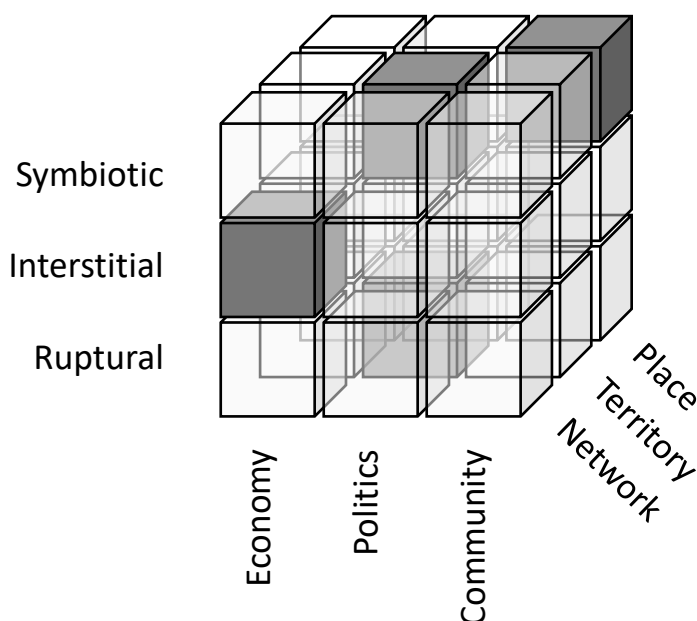 Symbiotic
Interstitial
Ruptural
Place
Territory
Network
Economy
Politics
Community